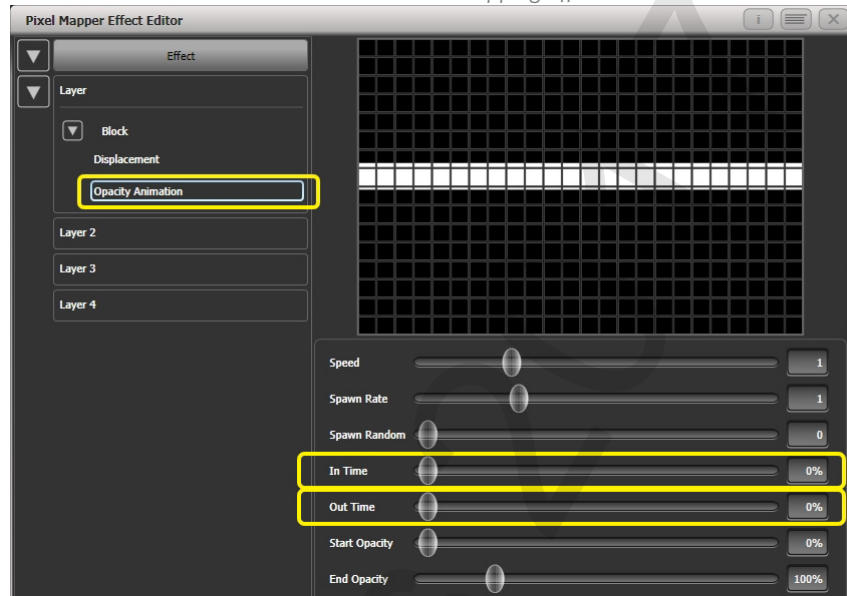 Pixel Mapper Effect Editor
i
Effect
Layer
Block
Displacement
Opacity Animation
Layer 2
Layer 3
Layer 4
Speed 1
Spawn Rate 1
Spawn Random 0
In Time 0%
Out Time 0%
Start Opacity 0%
End Opacity 100%